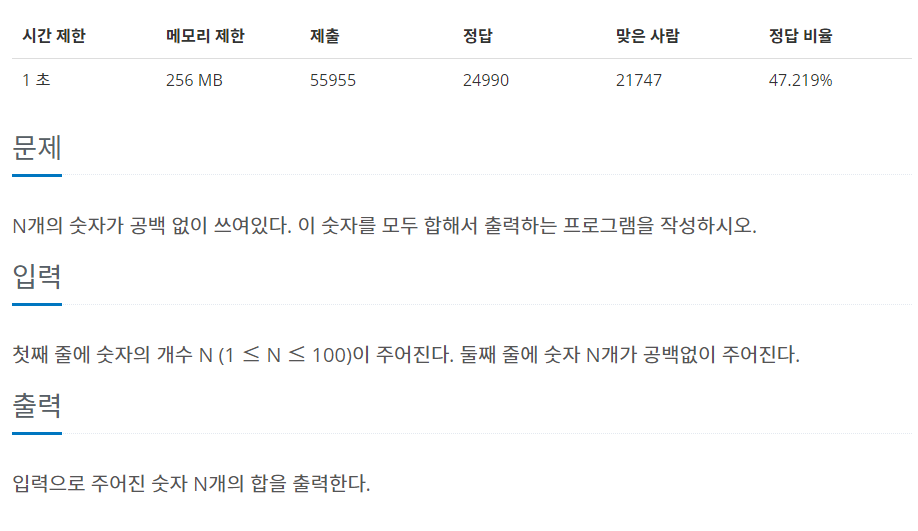 시간 제한 메모리 제한 제출 정답 맞은 사람 정답 비율
1 초 256 MB 55955 24990 21747 47.219%
문제
N개의 숫자가 공백 없이 쓰여있다. 이 숫자를 모두 합해서 출력하는 프로그램을 작성하시오.
입력
첫째 줄에 숫자의 개수 N (1 ≤ N ≤ 100)이 주어진다. 둘째 줄에 숫자 N개가 공백없이 주어진다.
출력
입력으로 주어진 숫자 N개의 합을 출력한다.